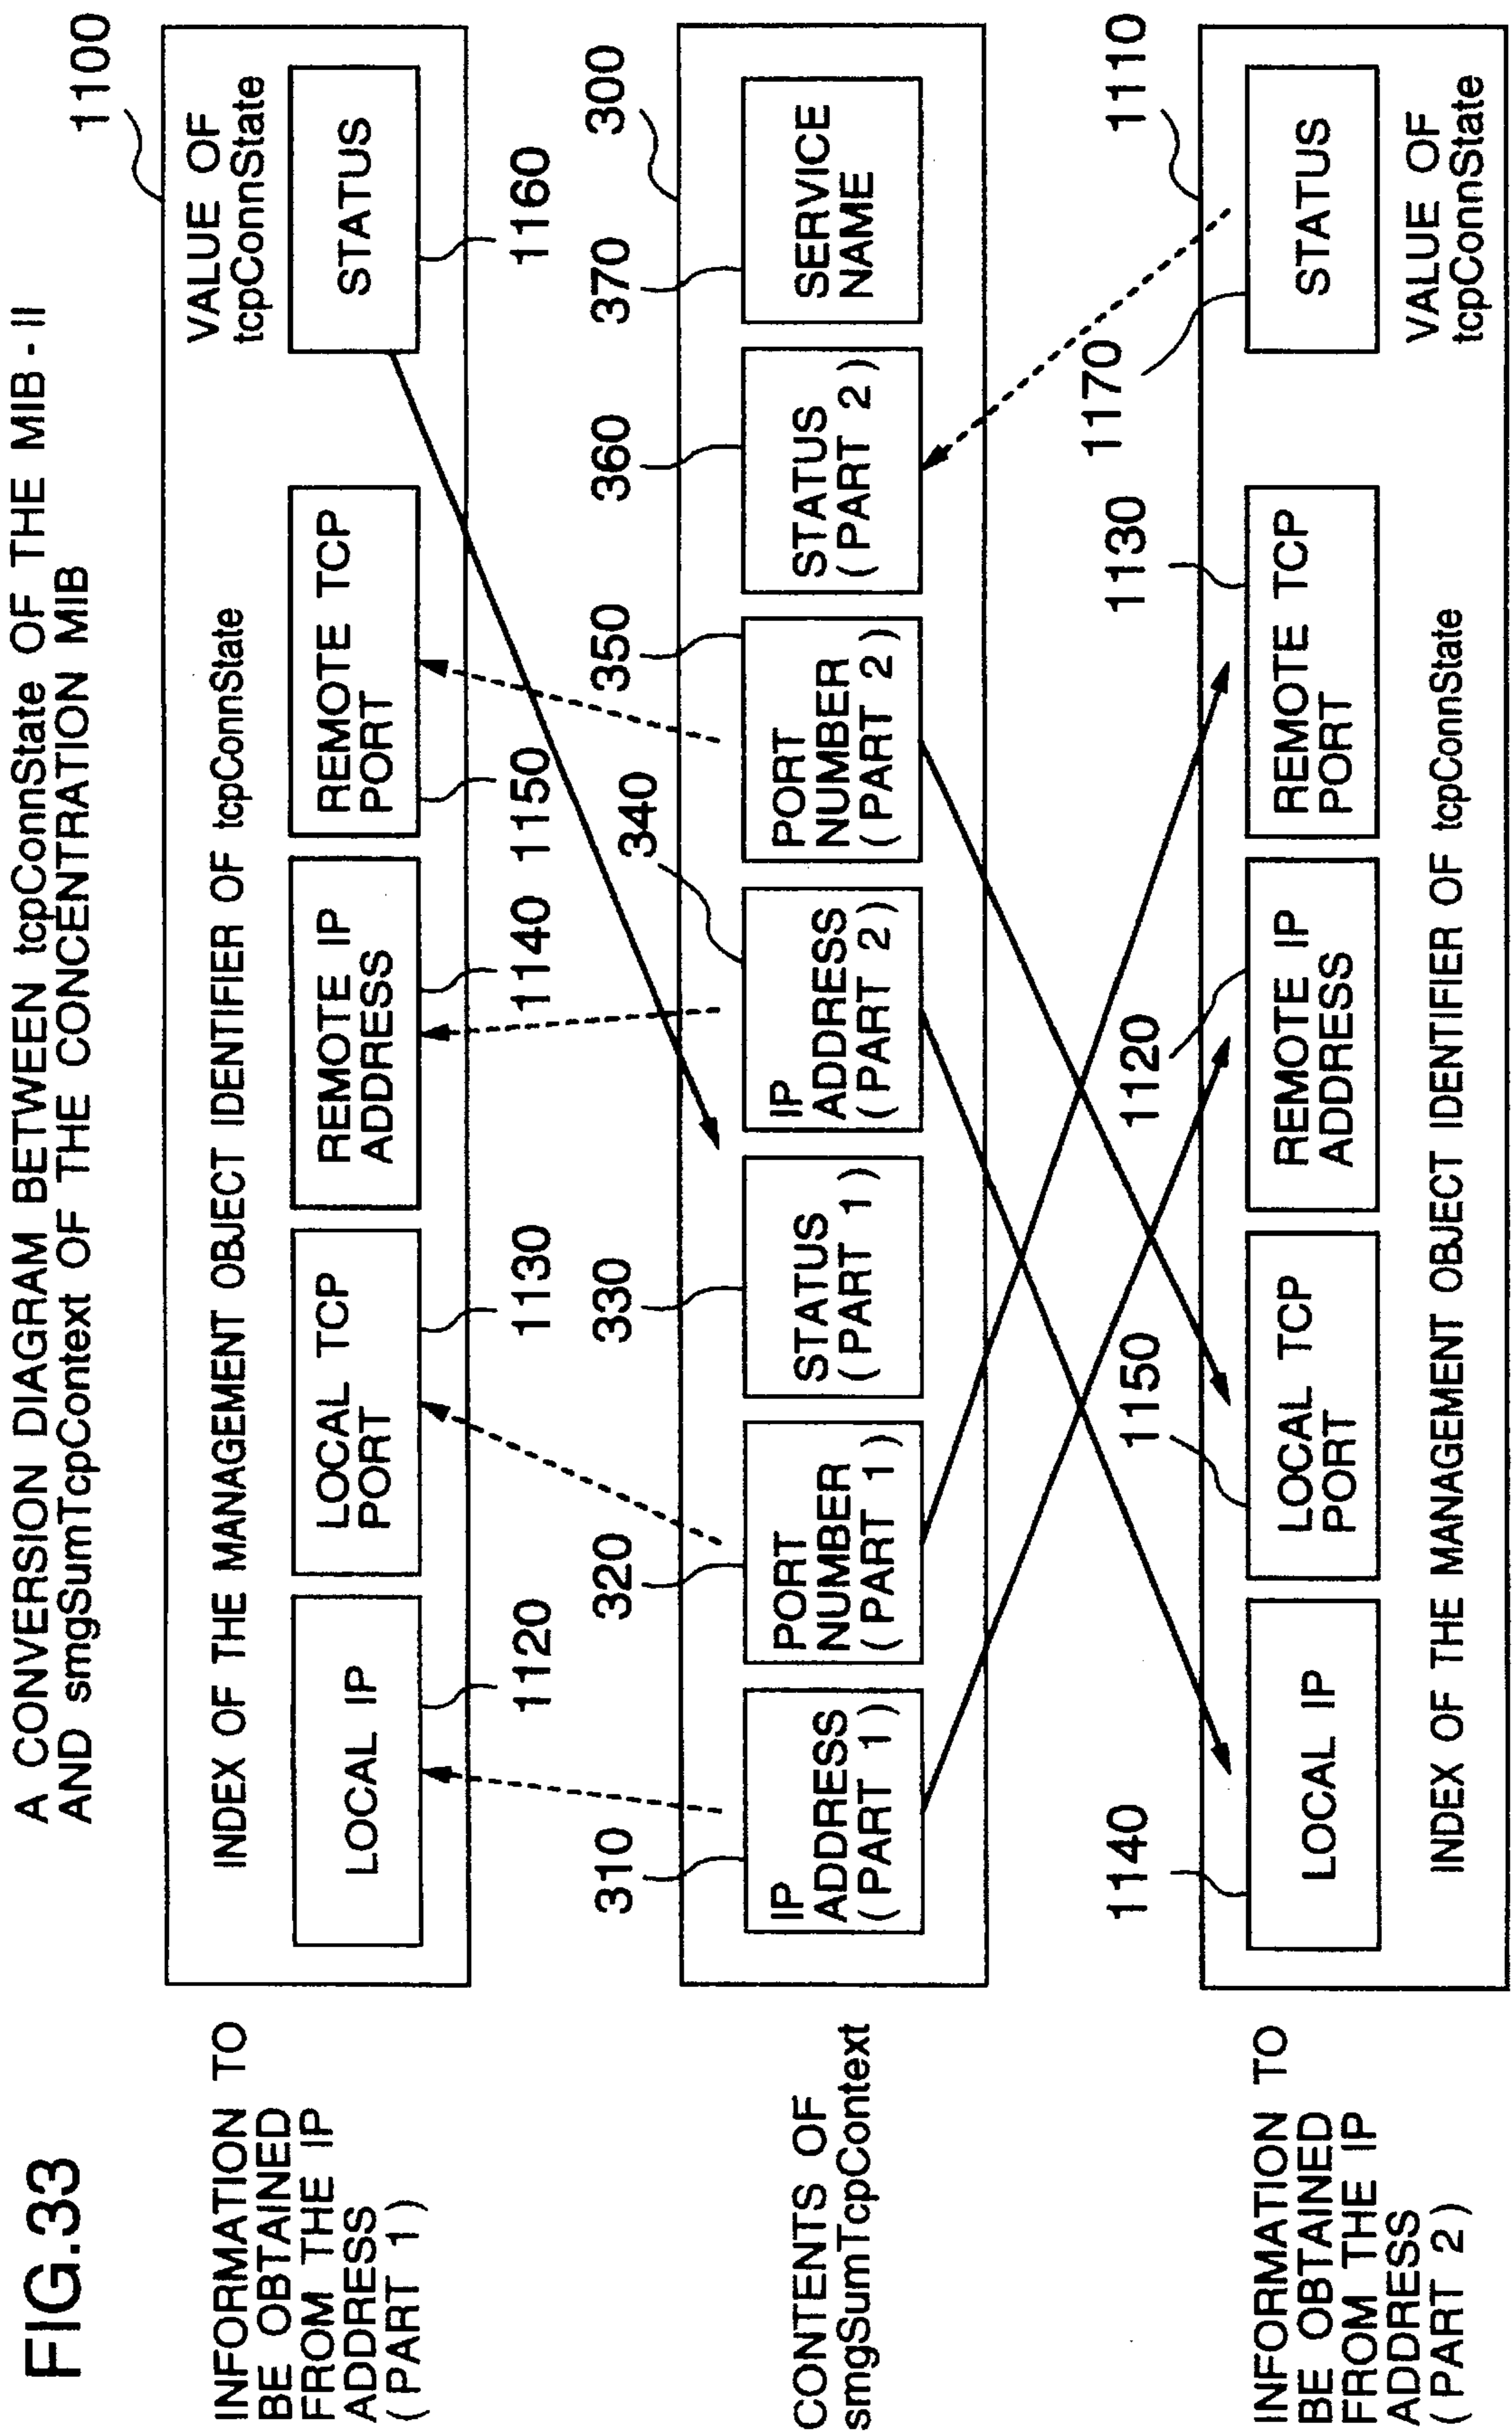 FIG.33
A CONVERSION DIAGRAM BETWEEN tcpConnState OF THE MIB - II
AND smgSumTcpContext OF THE CONCENTRATION MIB
INFORMATION TO
BE OBTAINED
FROM THE IP
ADDRESS
( PART 1 )
1100
INDEX OF THE MANAGEMENT OBJECT IDENTIFIER OF tcpConnState
VALUE OF
tcpConnState
LOCAL IP
LOCAL TCP
PORT
REMOTE IP
ADDRESS
REMOTE TCP
PORT
STATUS
1120
1130
1140
1150
1160
CONTENTS OF
smgSumTcpContext
310
320
330
340
350
360
370
300
IP
ADDRESS
( PART 1 )
PORT
NUMBER
( PART 1 )
STATUS
( PART 1 )
IP
ADDRESS
( PART 2 )
PORT
NUMBER
( PART 2 )
STATUS
( PART 2 )
SERVICE
NAME
INFORMATION TO
BE OBTAINED
FROM THE IP
ADDRESS
( PART 2 )
1140
1150
1120
1130
1170
1110
LOCAL IP
LOCAL TCP
PORT
REMOTE IP
ADDRESS
REMOTE TCP
PORT
STATUS
INDEX OF THE MANAGEMENT OBJECT IDENTIFIER OF tcpConnState
VALUE OF
tcpConnState